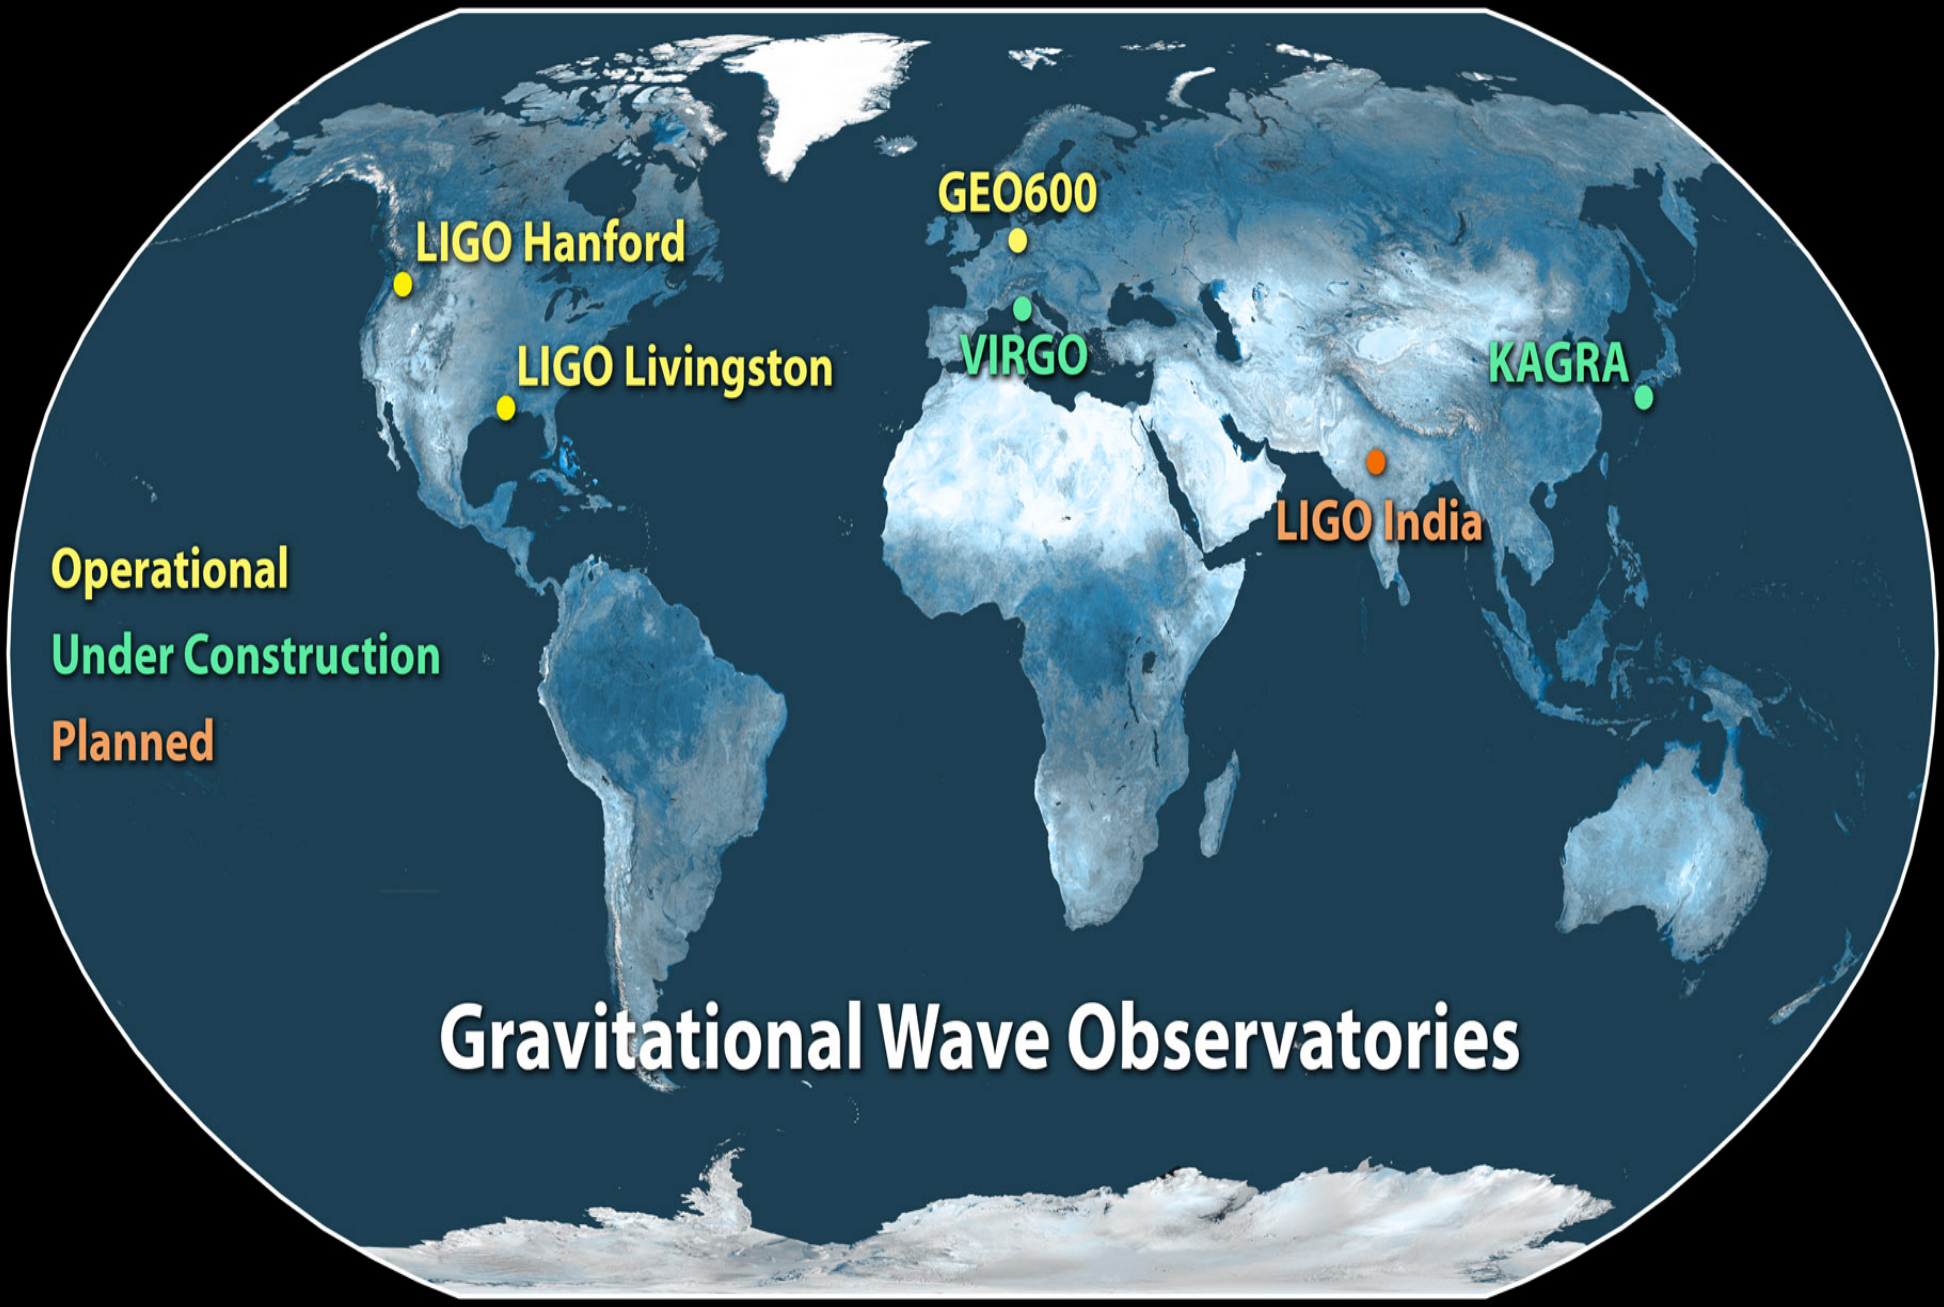 GEO600
LIGO Hanford
VIRGO
LIGO Livingston
KAGRA
LIGO India
Operational
Under Construction
Planned
Gravitational Wave Observatories